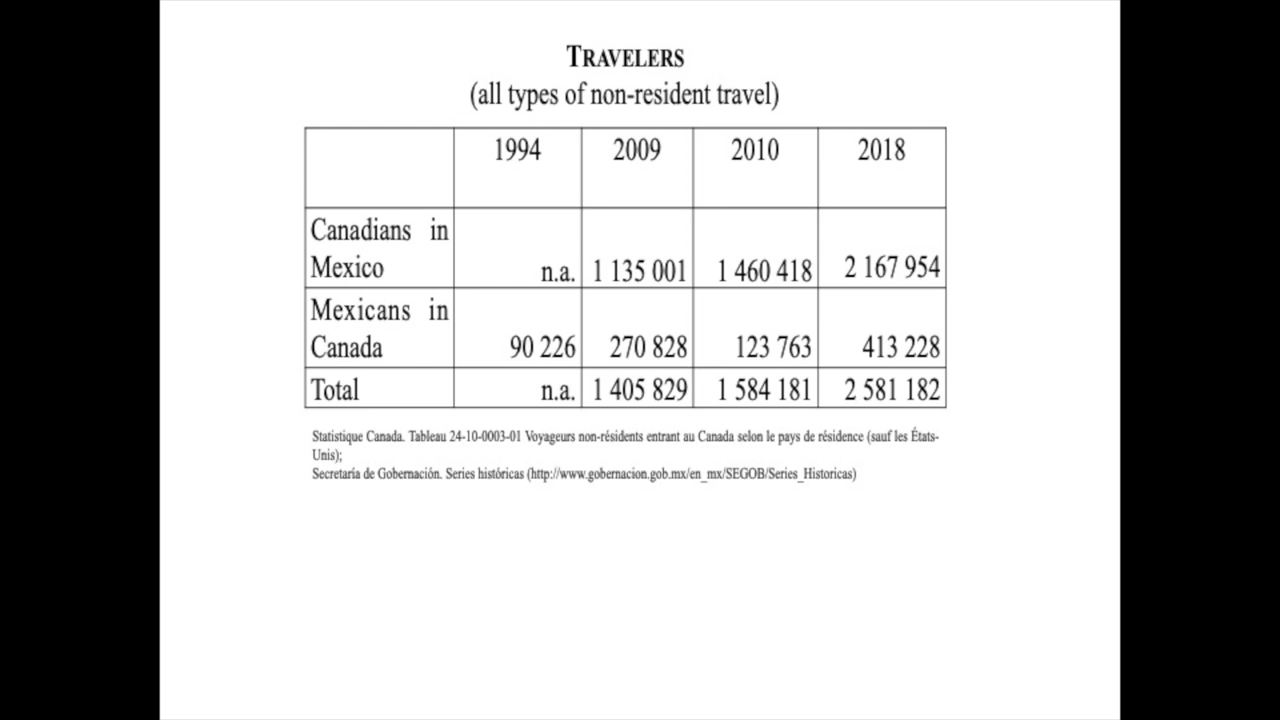 TRAVELERS
(all types of non-resident travel)
1994 2009 2010 2018
Canadians in
Mexico n.a. 1 135 001 1 460 418 2 167 954
Mexicans in
Canada 90 226 270 828 123 763 413 228
Total n.a. 1 405 829 1 584 181 2 581 182
Statistique Canada. Tableau 24-10-0003-01 Voyageurs non-résidents entrant au Canada selon le pays de résidence (sauf les États-
Unis);
Secretaría de Gobernación. Series históricas (http://www.gobernacion.gob.mx/en_mx/SEGOB/Series_Historicas)